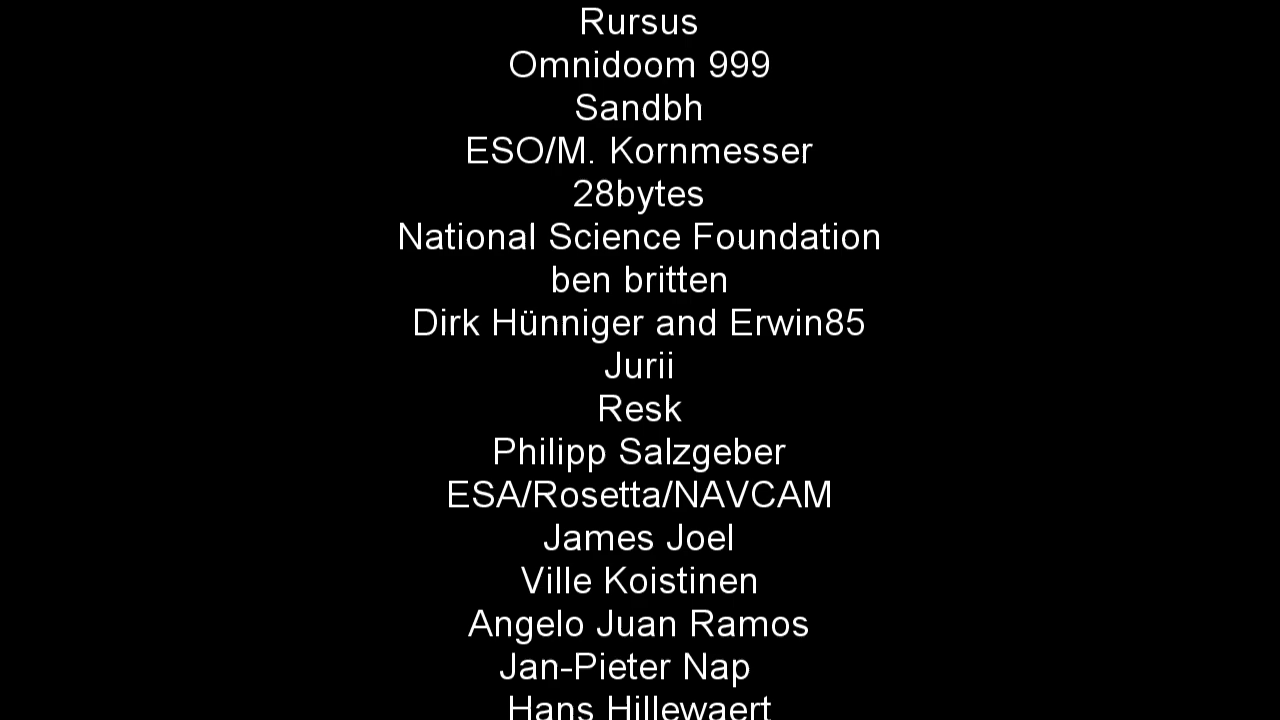 Rursus
Omnidoom 999
Sandbh
ESO/M. Kornmesser
28bytes
National Science Foundation
ben britten
Dirk Hünniger and Erwin85
Jurii
Resk
Philipp Salzgeber
ESA/Rosetta/NAVCAM
James Joel
Ville Koistinen
Angelo Juan Ramos
Jan-Pieter Nap
Hans Hillewaert